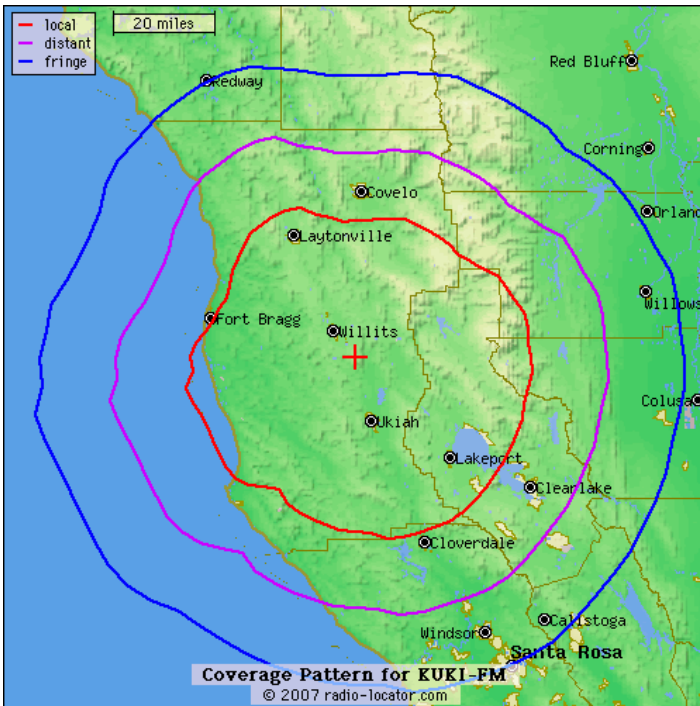 local
distant
fringe
20 miles
Red Bluff
Redway
Corning
Covelo
Orland
Laytonville
Willows
Fort Bragg
Willits
Colusa
Ukiah
Lakeport
Clearlake
Cloverdale
Calistoga
Windsor
Santa Rosa
Coverage Pattern for KUKI-FM
© 2007 radio-locator.com